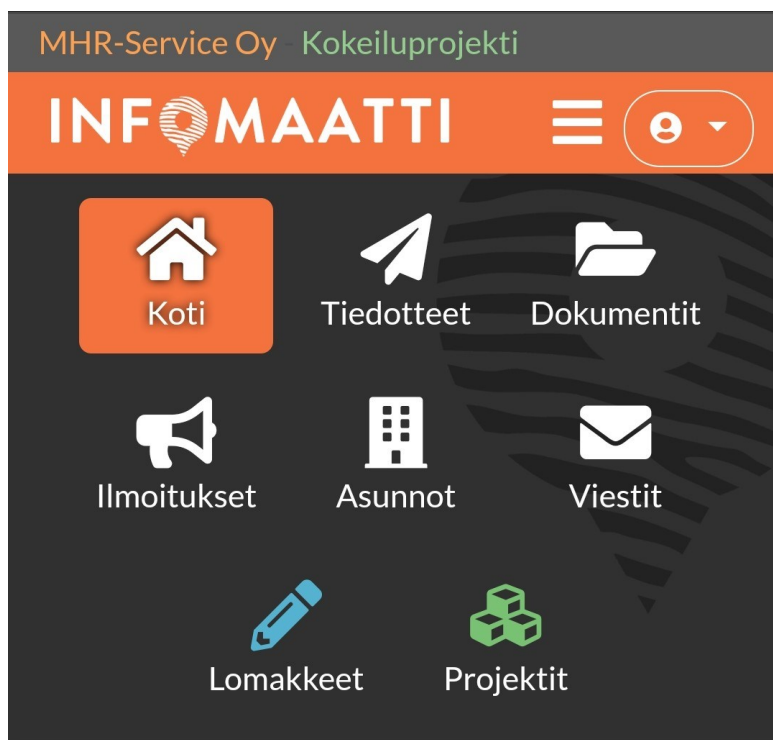 MHR-Service Oy - Kokeiluprojekti
INFOMAATTI
Koti
Tiedotteet
Dokumentit
Ilmoitukset
Asunnot
Viestit
Lomakkeet
Projektit